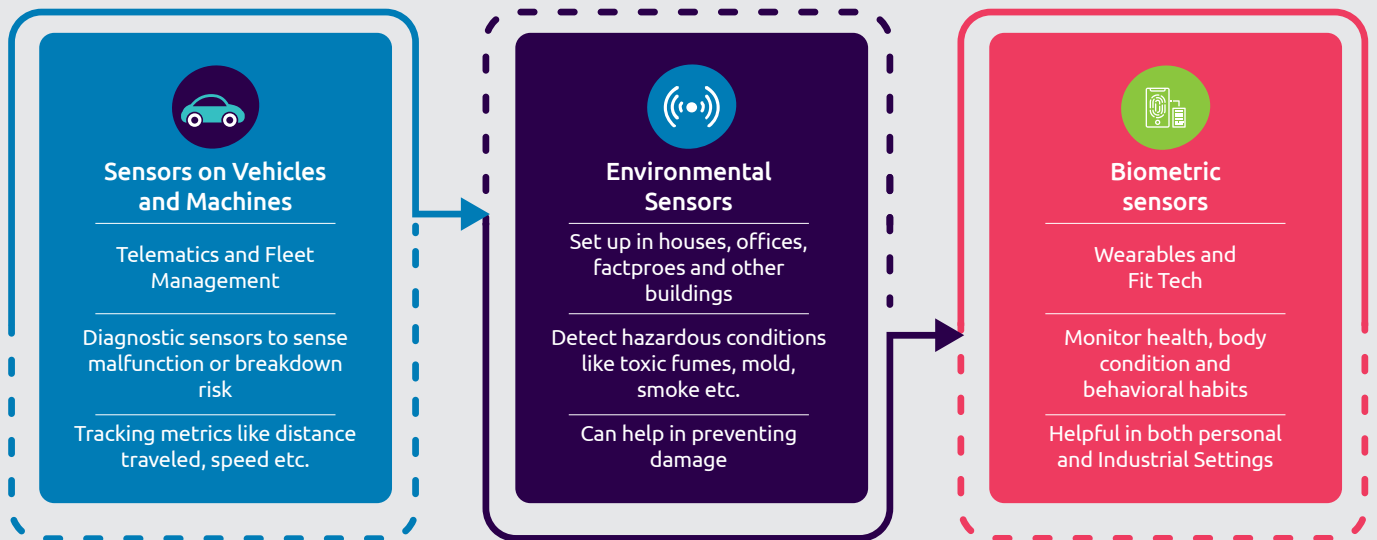 Sensors on Vehicles
and Machines
Telematics and Fleet
Management
Diagnostic sensors to sense
malfunction or breakdown
risk
Tracking metrics like distance
traveled, speed etc.
Environmental
Sensors
Set up in houses, offices,
factproes and other
buildings
Detect hazardous conditions
like toxic fumes, mold,
smoke etc.
Can help in preventing
damage
Biometric
sensors
Wearables and
Fit Tech
Monitor health, body
condition and
behavioral habits
Helpful in both personal
and Industrial Settings